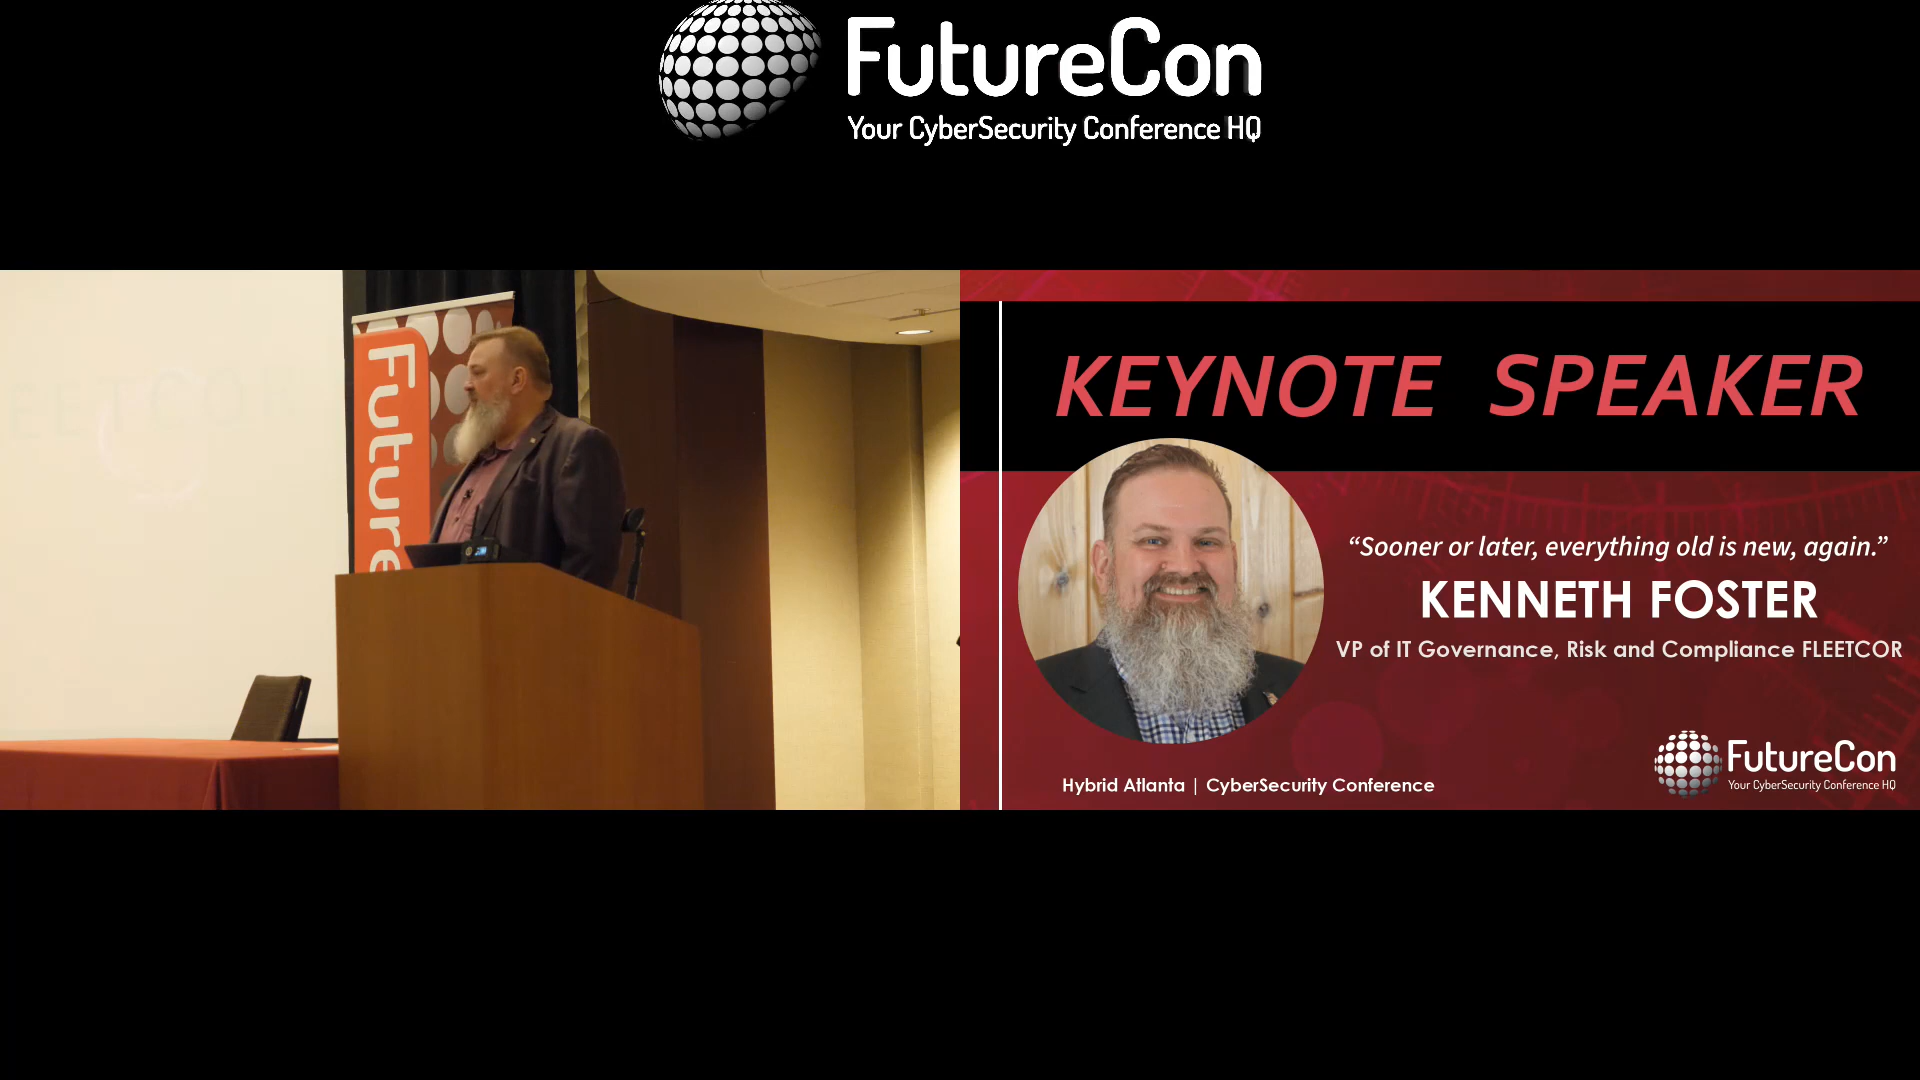 FutureCon
Your CyberSecurity Conference HQ
Future
KEYNOTE SPEAKER
“Sooner or later, everything old is new, again.”
KENNETH FOSTER
VP of IT Governance, Risk and Compliance FLEETCOR
Hybrid Atlanta | CyberSecurity Conference
FutureCon
Your CyberSecurity Conference HQ